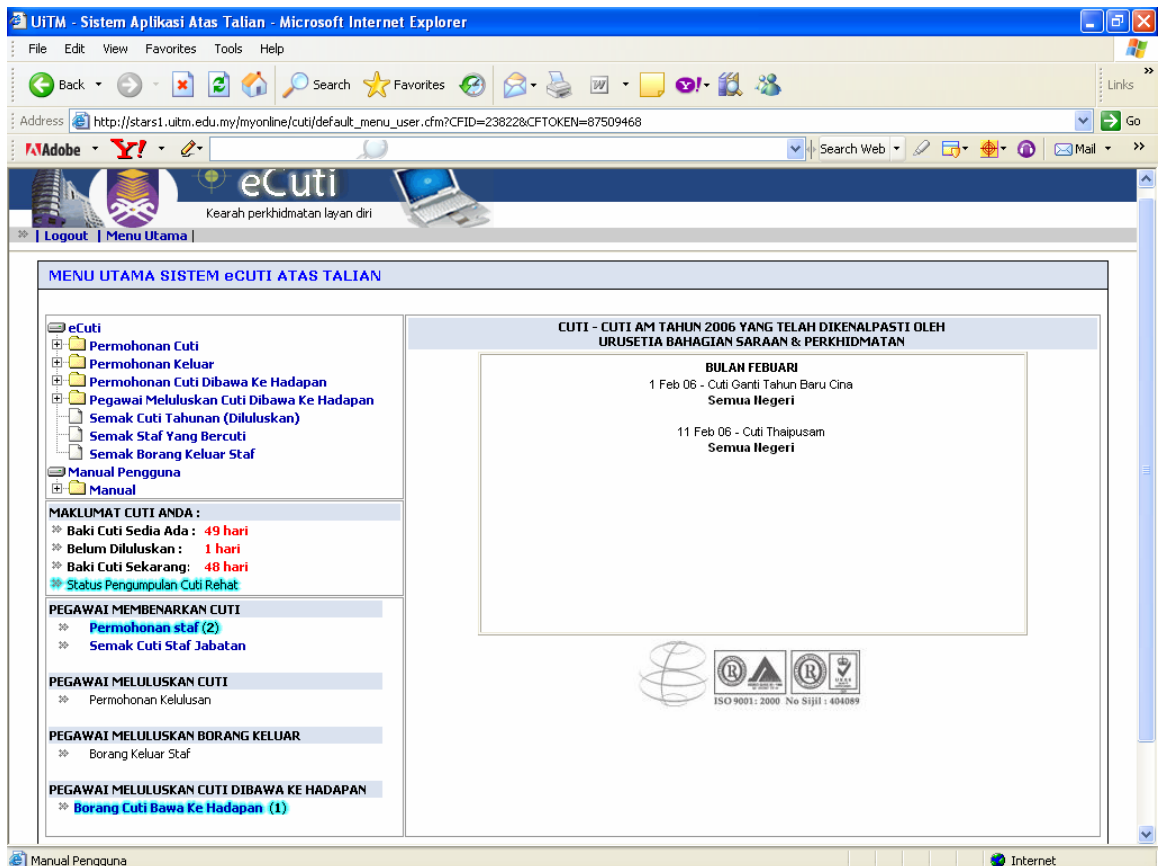 UiTM - Sistem Aplikasi Atas Talian - Microsoft Internet Explorer
File Edit View Favorites Tools Help
Back Search Favorites Links
Address http://stars1.uitm.edu.my/myonline/cuti/default_menu_user.cfm?CFID=23822&CFTOKEN=87509468 Go
Adobe Y! Search Web Mail
eCuti
Kearah perkhidmatan layan diri
| Logout | Menu Utama |
MENU UTAMA SISTEM eCUTI ATAS TALIAN
eCuti
Permohonan Cuti
Permohonan Keluar
Permohonan Cuti Dibawa Ke Hadapan
Pegawai Meluluskan Cuti Dibawa Ke Hadapan
Semak Cuti Tahunan (Diluluskan)
Semak Staf Yang Bercuti
Semak Borang Keluar Staf
Manual Pengguna
Manual
MAKLUMAT CUTI ANDA :
Baki Cuti Sedia Ada : 49 hari
Belum Diluluskan : 1 hari
Baki Cuti Sekarang: 48 hari
Status Pengumpulan Cuti Rehat
PEGAWAI MEMBENARKAN CUTI
Permohonan staf (2)
Semak Cuti Staf Jabatan
PEGAWAI MELULUSKAN CUTI
Permohonan Kelulusan
PEGAWAI MELULUSKAN BORANG KELUAR
Borang Keluar Staf
PEGAWAI MELULUSKAN CUTI DIBAWA KE HADAPAN
Borang Cuti Bawa Ke Hadapan (1)
CUTI - CUTI AM TAHUN 2006 YANG TELAH DIKENALPASTI OLEH
URUSETIA BAHAGIAN SARAAN & PERKHIDMATAN
BULAN FEBUARI
1 Feb 06 - Cuti Ganti Tahun Baru Cina
Semua Negeri
11 Feb 06 - Cuti Thaipusam
Semua Negeri
ISO 9001: 2000 No Sijil : 404089
Manual Pengguna Internet